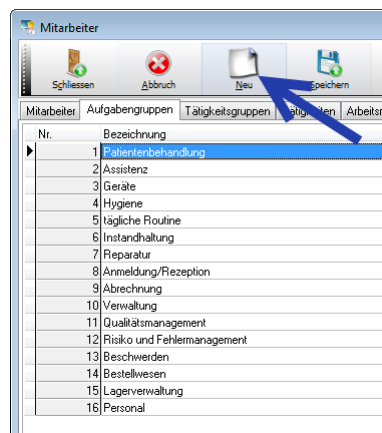 Mitarbeiter
Schliessen Abbruch Neu Speichern
Mitarbeiter Aufgabengruppen Tätigkeitsgruppen
Nr. Bezeichnung
1 Patientenbehandlung
2 Assistenz
3 Geräte
4 Hygiene
5 tägliche Routine
6 Instandhaltung
7 Reparatur
8 Anmeldung/Rezeption
9 Abrechnung
10 Verwaltung
11 Qualitätsmanagement
12 Risiko und Fehlermanagement
13 Beschwerden
14 Bestellwesen
15 Lagerverwaltung
16 Personal